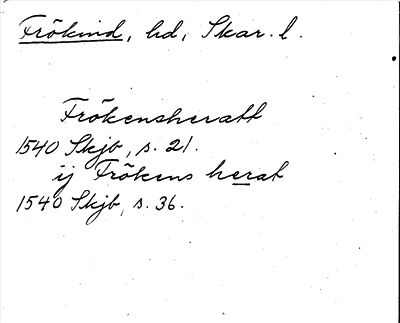 Frökind, hd, Skar. l.
Frökensheratt
1540 Skjb, s. 21.
ij Frökens herat
1540 Skjb, s. 36.